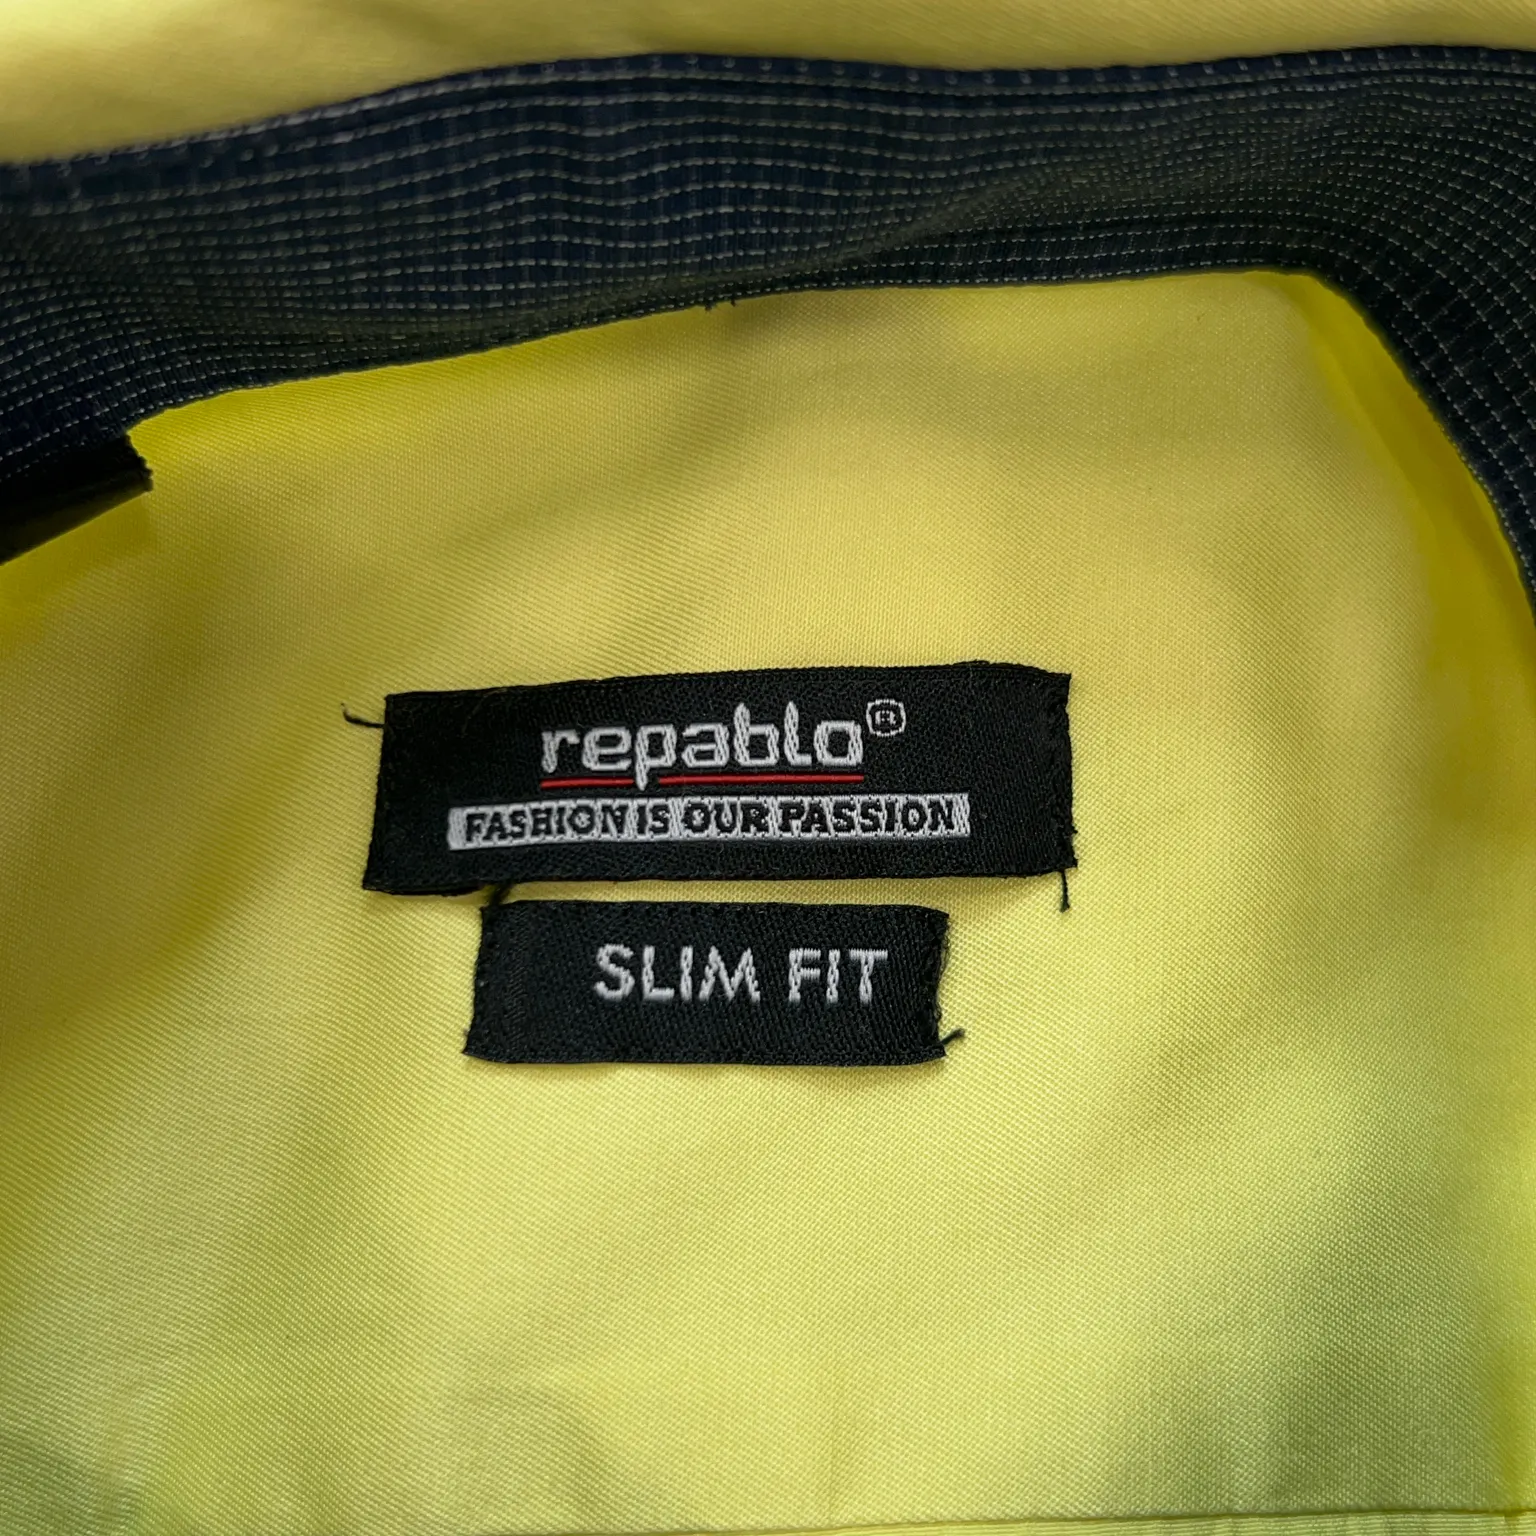 repablo®
FASHION IS OUR PASSION
SLIM FIT